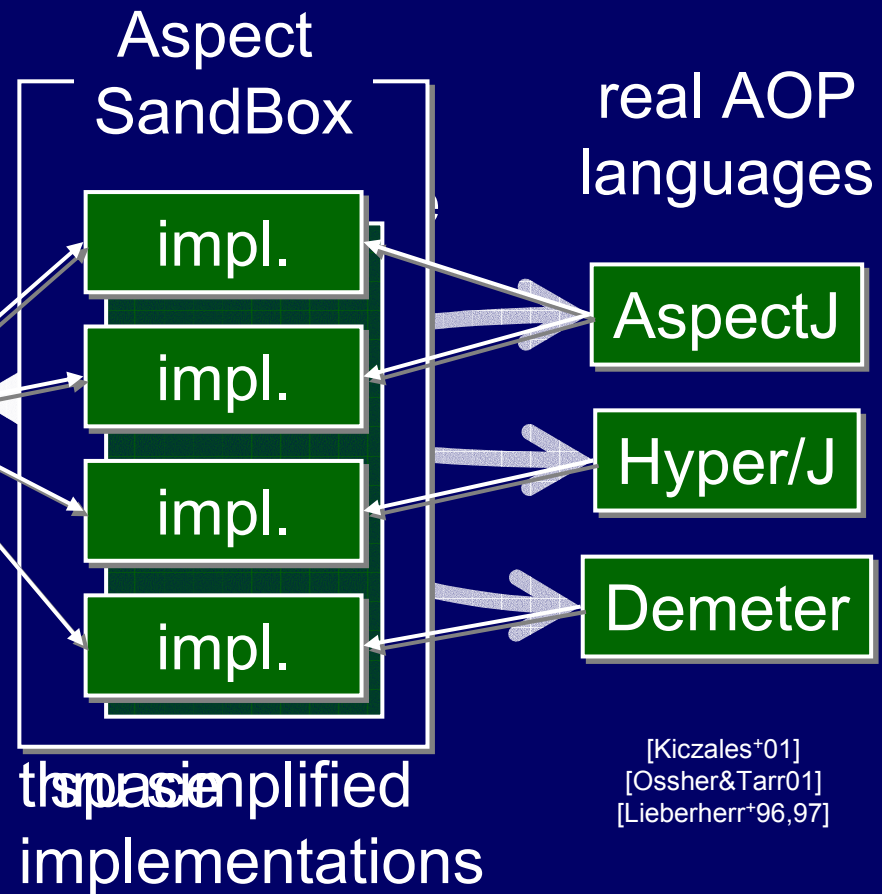 Aspect
SandBox
real AOP
languages
impl.
impl.
impl.
impl.
AspectJ
Hyper/J
Demeter
[Kiczales⁺01]
[Ossher&Tarr01]
[Lieberherr⁺96,97]
simplified
implementations